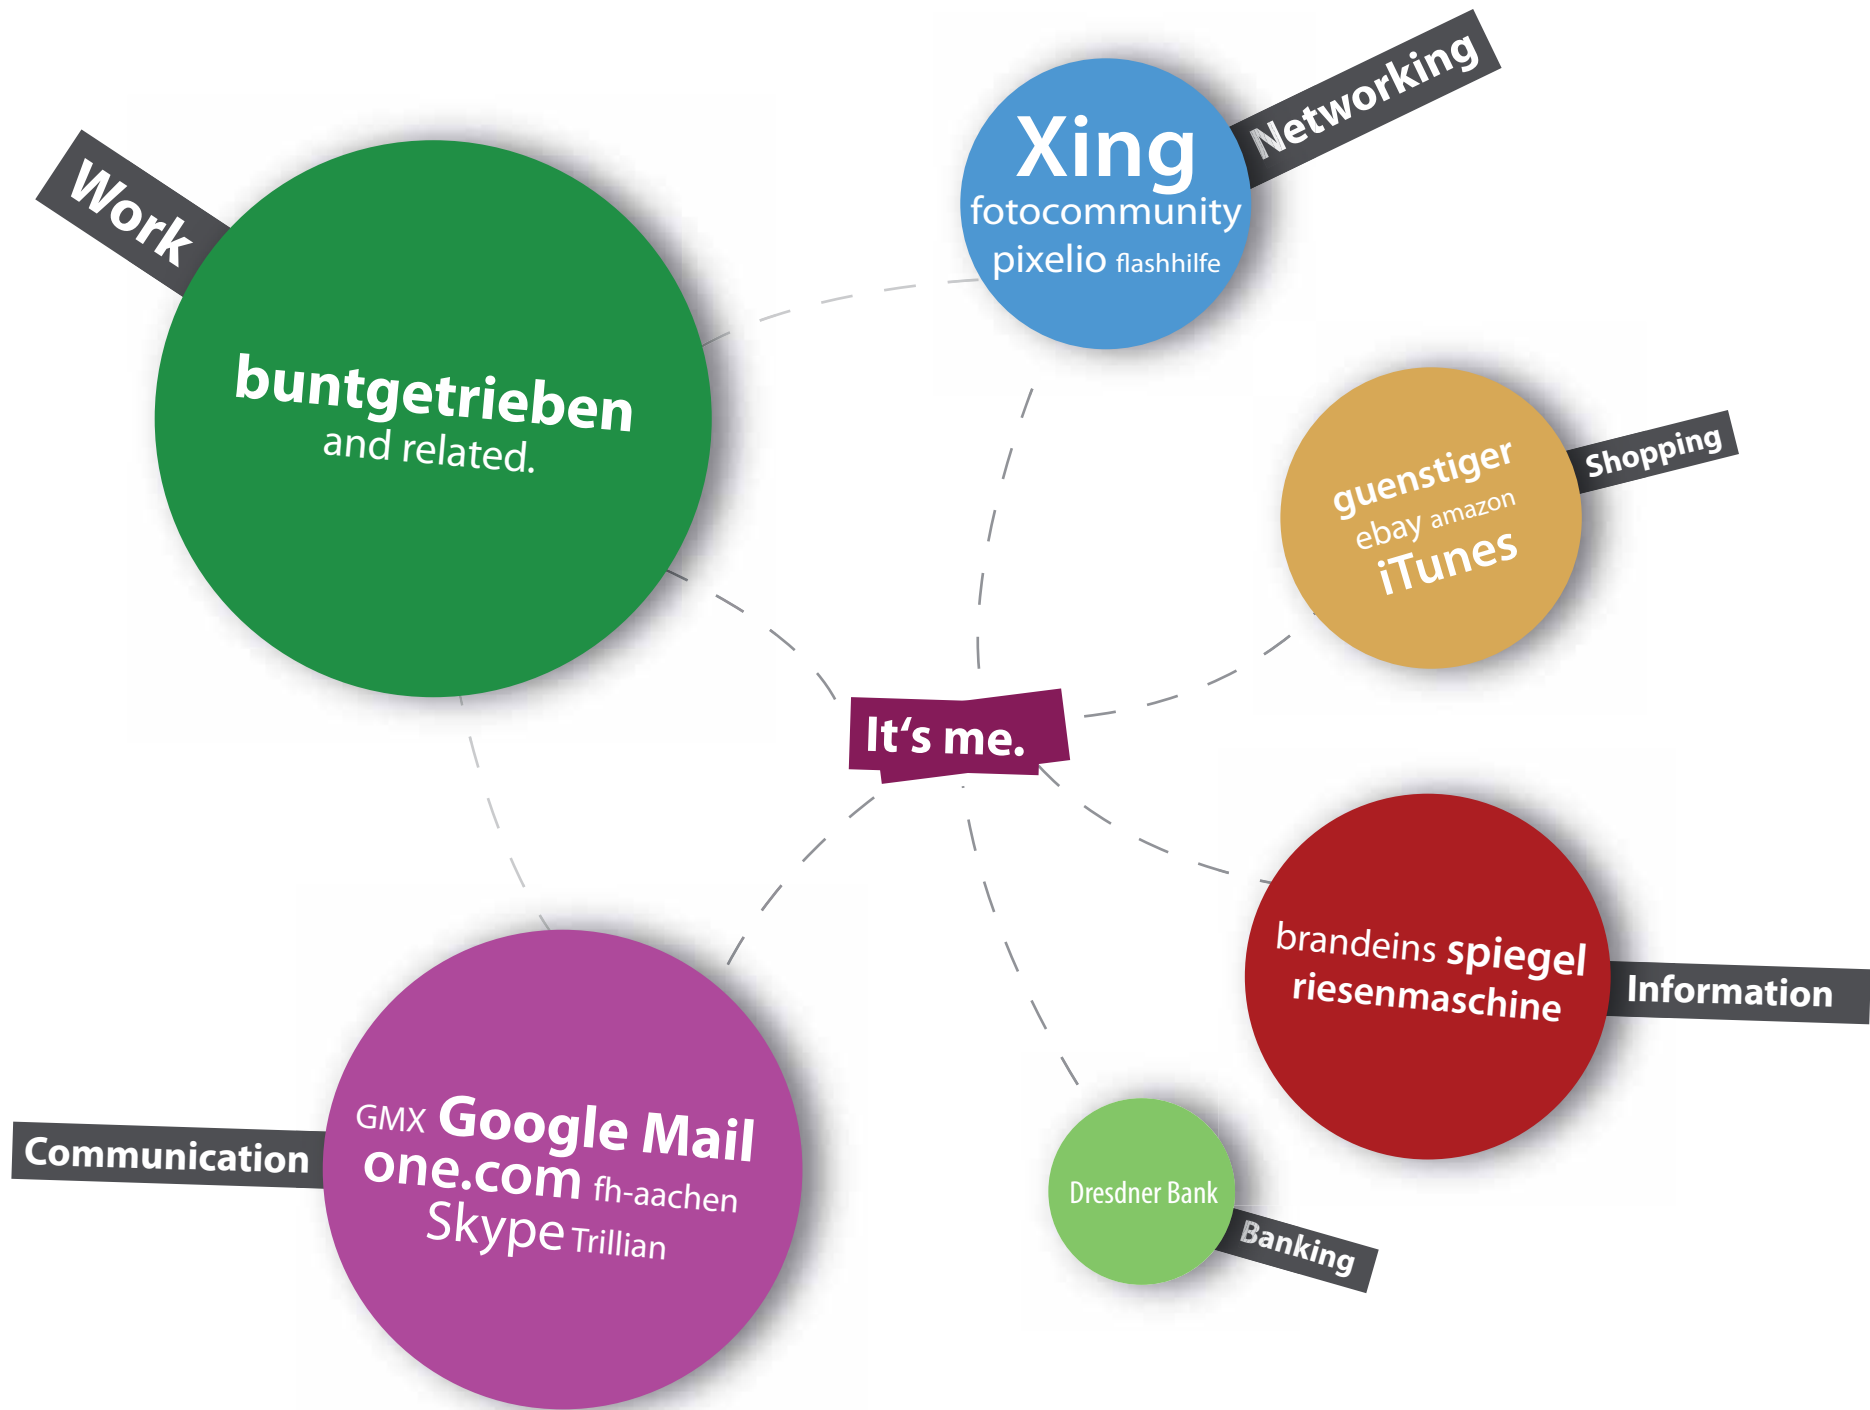 Work
buntgetrieben
and related.
Networking
Xing
fotocommunity
pixelio flashhilfe
Shopping
guenstiger
ebay amazon
iTunes
It‘s me.
Information
brandeins spiegel
riesenmaschine
Communication
GMX Google Mail
one.com fh-aachen
Skype Trillian
Dresdner Bank
Banking